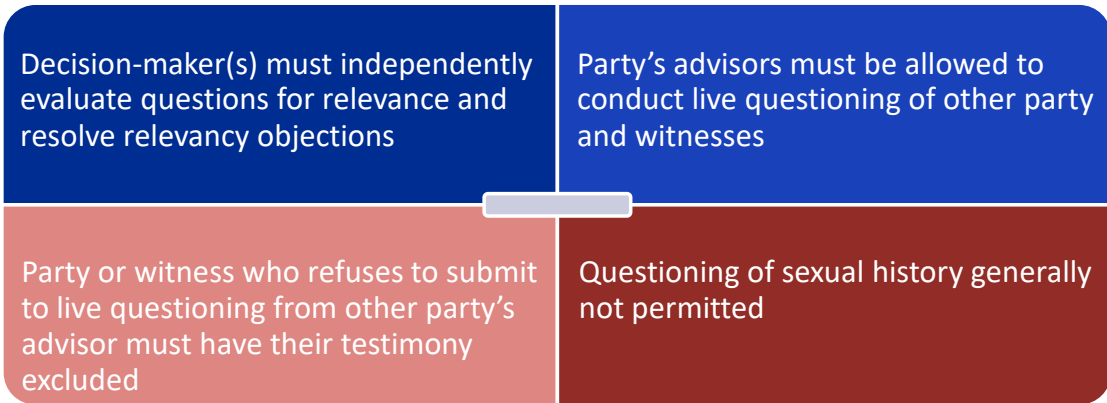 Decision-maker(s) must independently
evaluate questions for relevance and
resolve relevancy objections
Party’s advisors must be allowed to
conduct live questioning of other party
and witnesses
Party or witness who refuses to submit
to live questioning from other party’s
advisor must have their testimony
excluded
Questioning of sexual history generally
not permitted